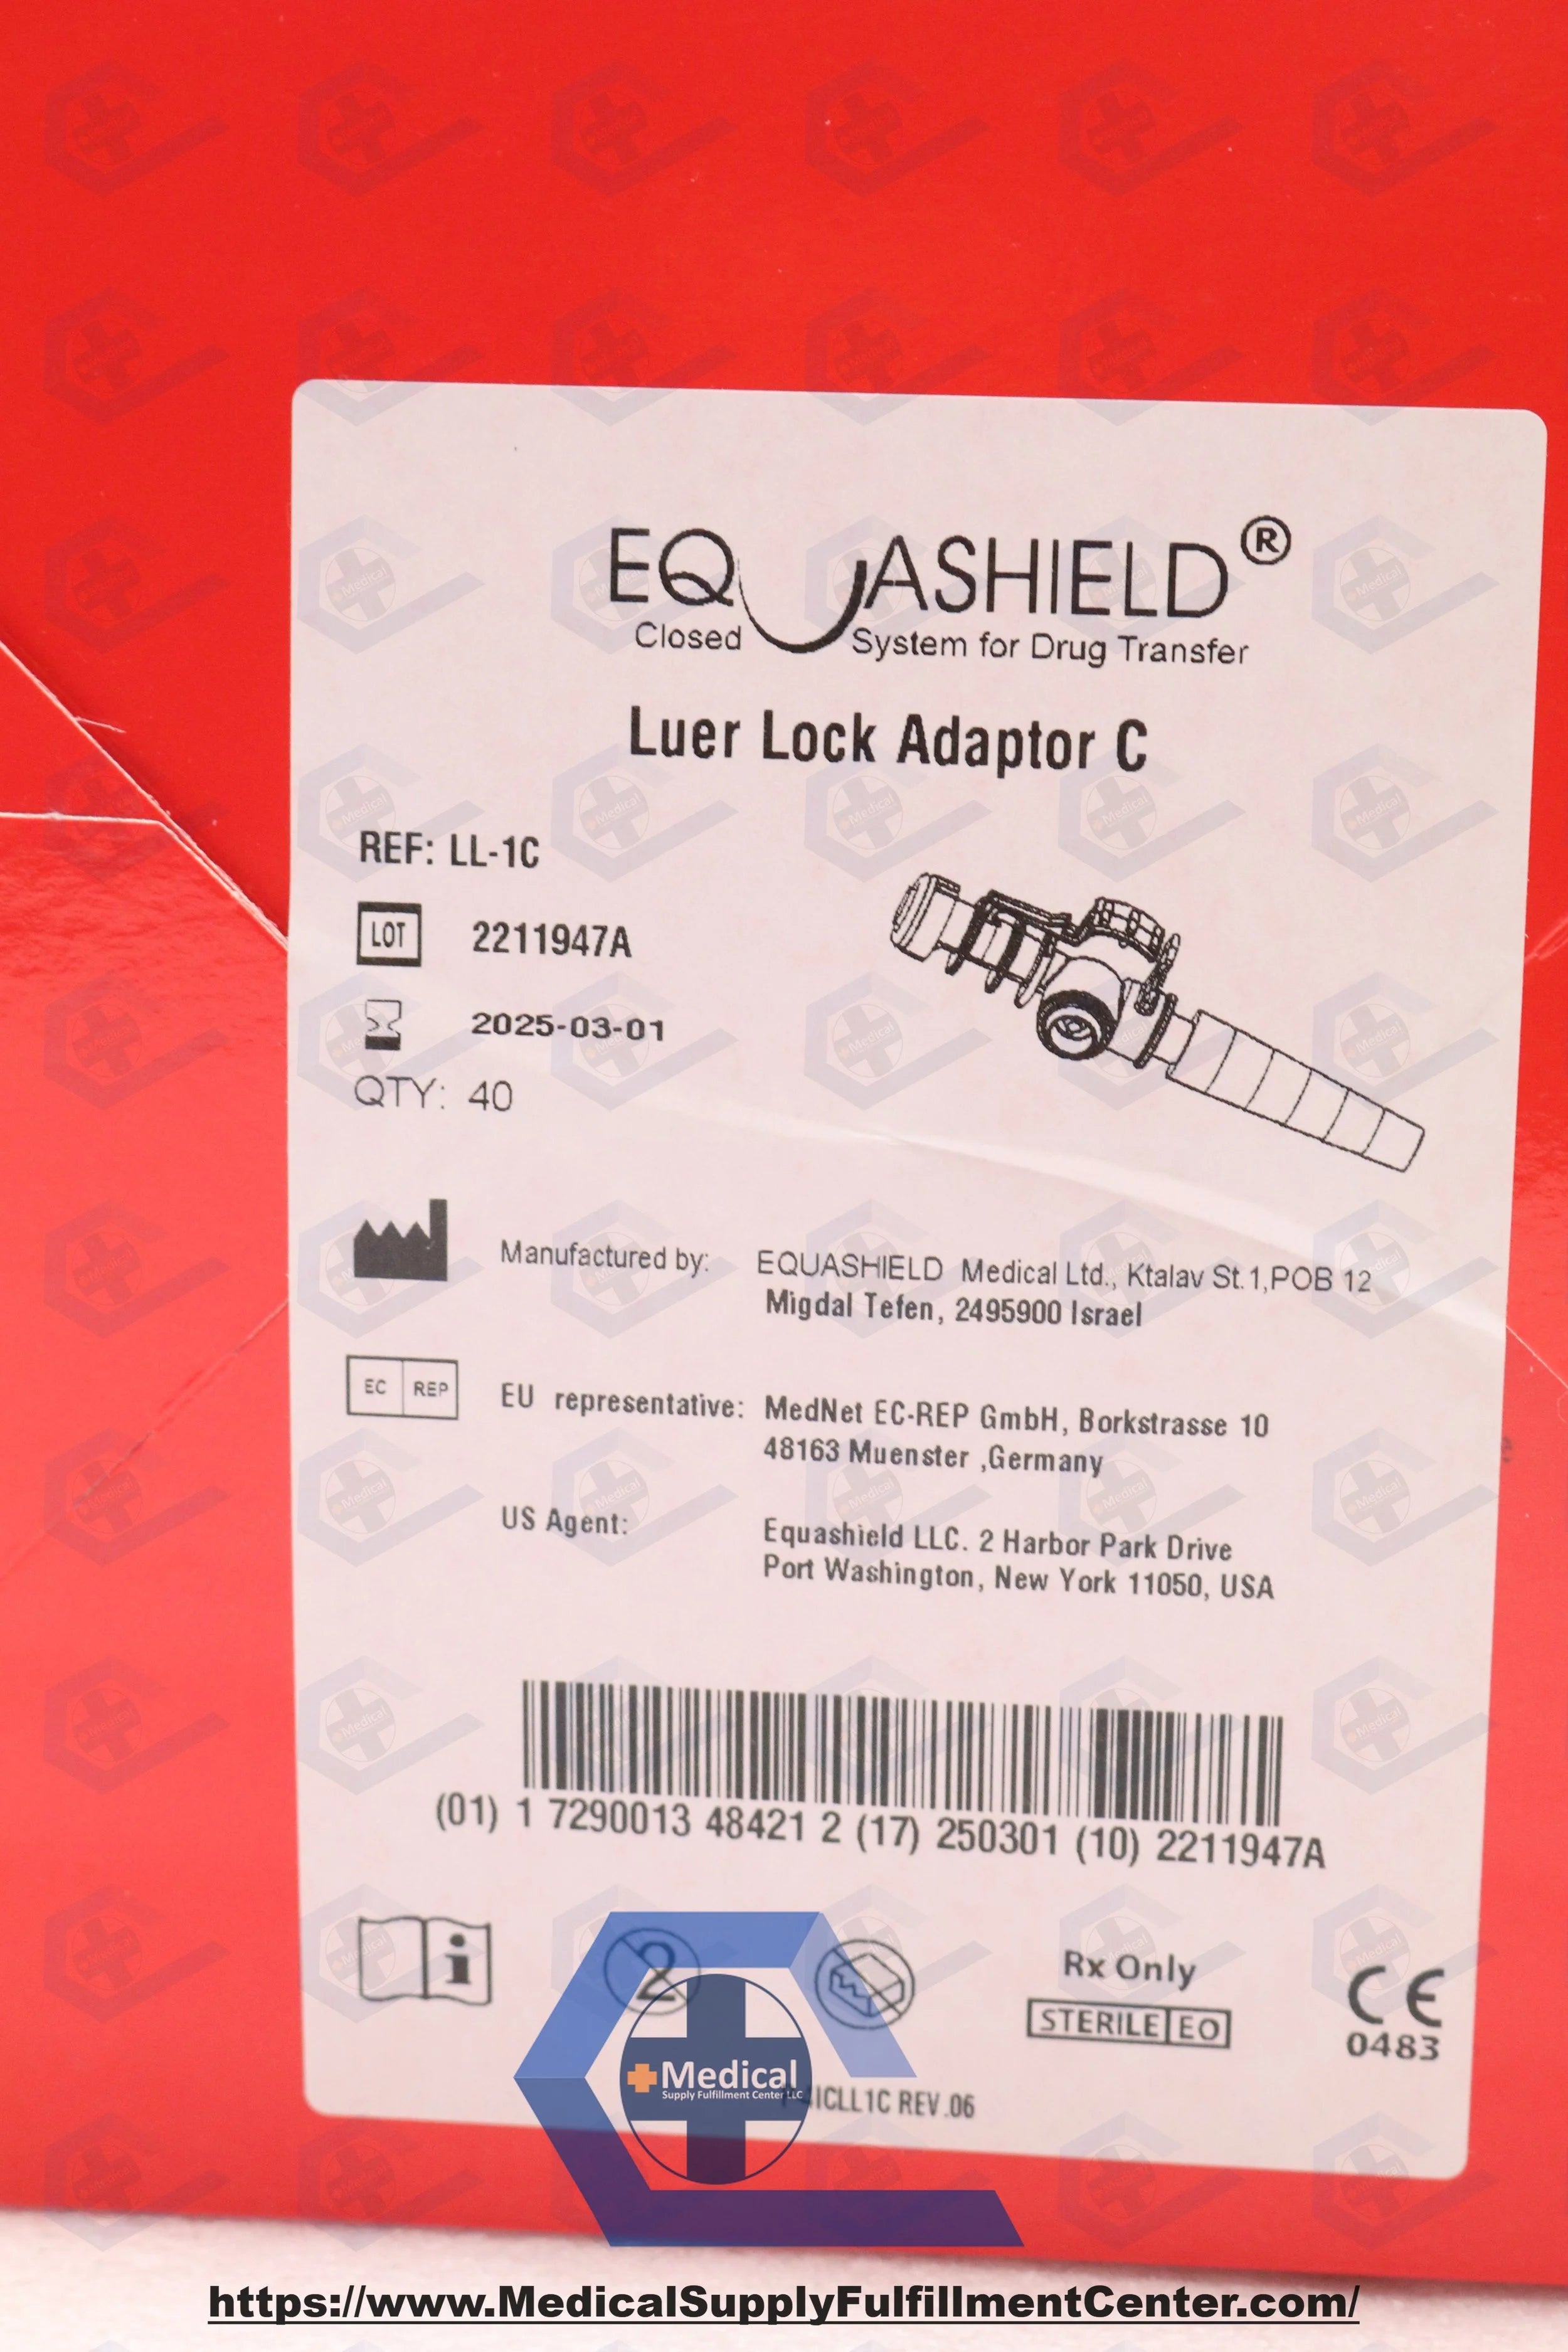 EQUASHIELD®
Closed System for Drug Transfer
Luer Lock Adaptor C
REF: LL-1C
LOT 2211947A
2025-03-01
QTY: 40
Manufactured by: EQUASHIELD Medical Ltd., Ktalav St.1,POB 12
Migdal Tefen, 2495900 Israel
EC REP EU representative: MedNet EC-REP GmbH, Borkstrasse 10
48163 Muenster ,Germany
US Agent: Equashield LLC. 2 Harbor Park Drive
Port Washington, New York 11050, USA
(01) 1 7290013 48421 2 (17) 250301 (10) 2211947A
i
2
Rx Only
STERILE EO
CE
0483
Medical
Supply Fulfillment Center LLC
REV.06
https://www.MedicalSupplyFulfillmentCenter.com/